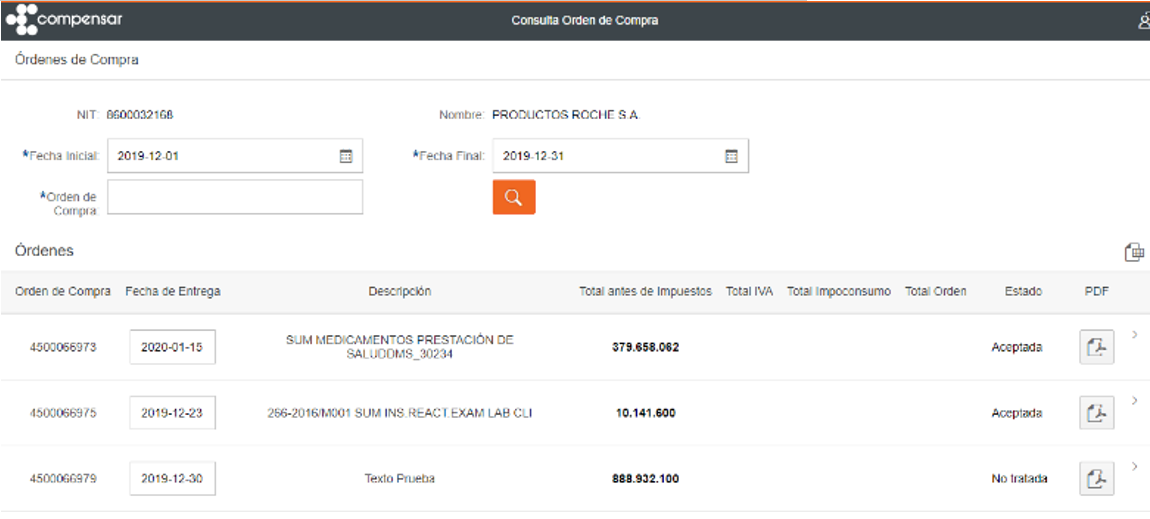 compensar
Consulta Orden de Compra
Órdenes de Compra
NIT: 8600032168
Nombre: PRODUCTOS ROCHE S.A.
*Fecha Inicial: 2019-12-01
*Fecha Final: 2019-12-31
*Orden de
Compra:
Órdenes
Orden de Compra Fecha de Entrega Descripción Total antes de Impuestos Total IVA Total Impoconsumo Total Orden Estado PDF
4500066973 2020-01-15 SUM MEDICAMENTOS PRESTACIÓN DE
SALUDDMS_30234 379.658.062 Aceptada
4500066975 2019-12-23 256-2016/M001 SUM INS.REACT.EXAM LAB CLI 10.141.600 Aceptada
4500066979 2019-12-30 Texto Prueba 888.932.100 No tratada